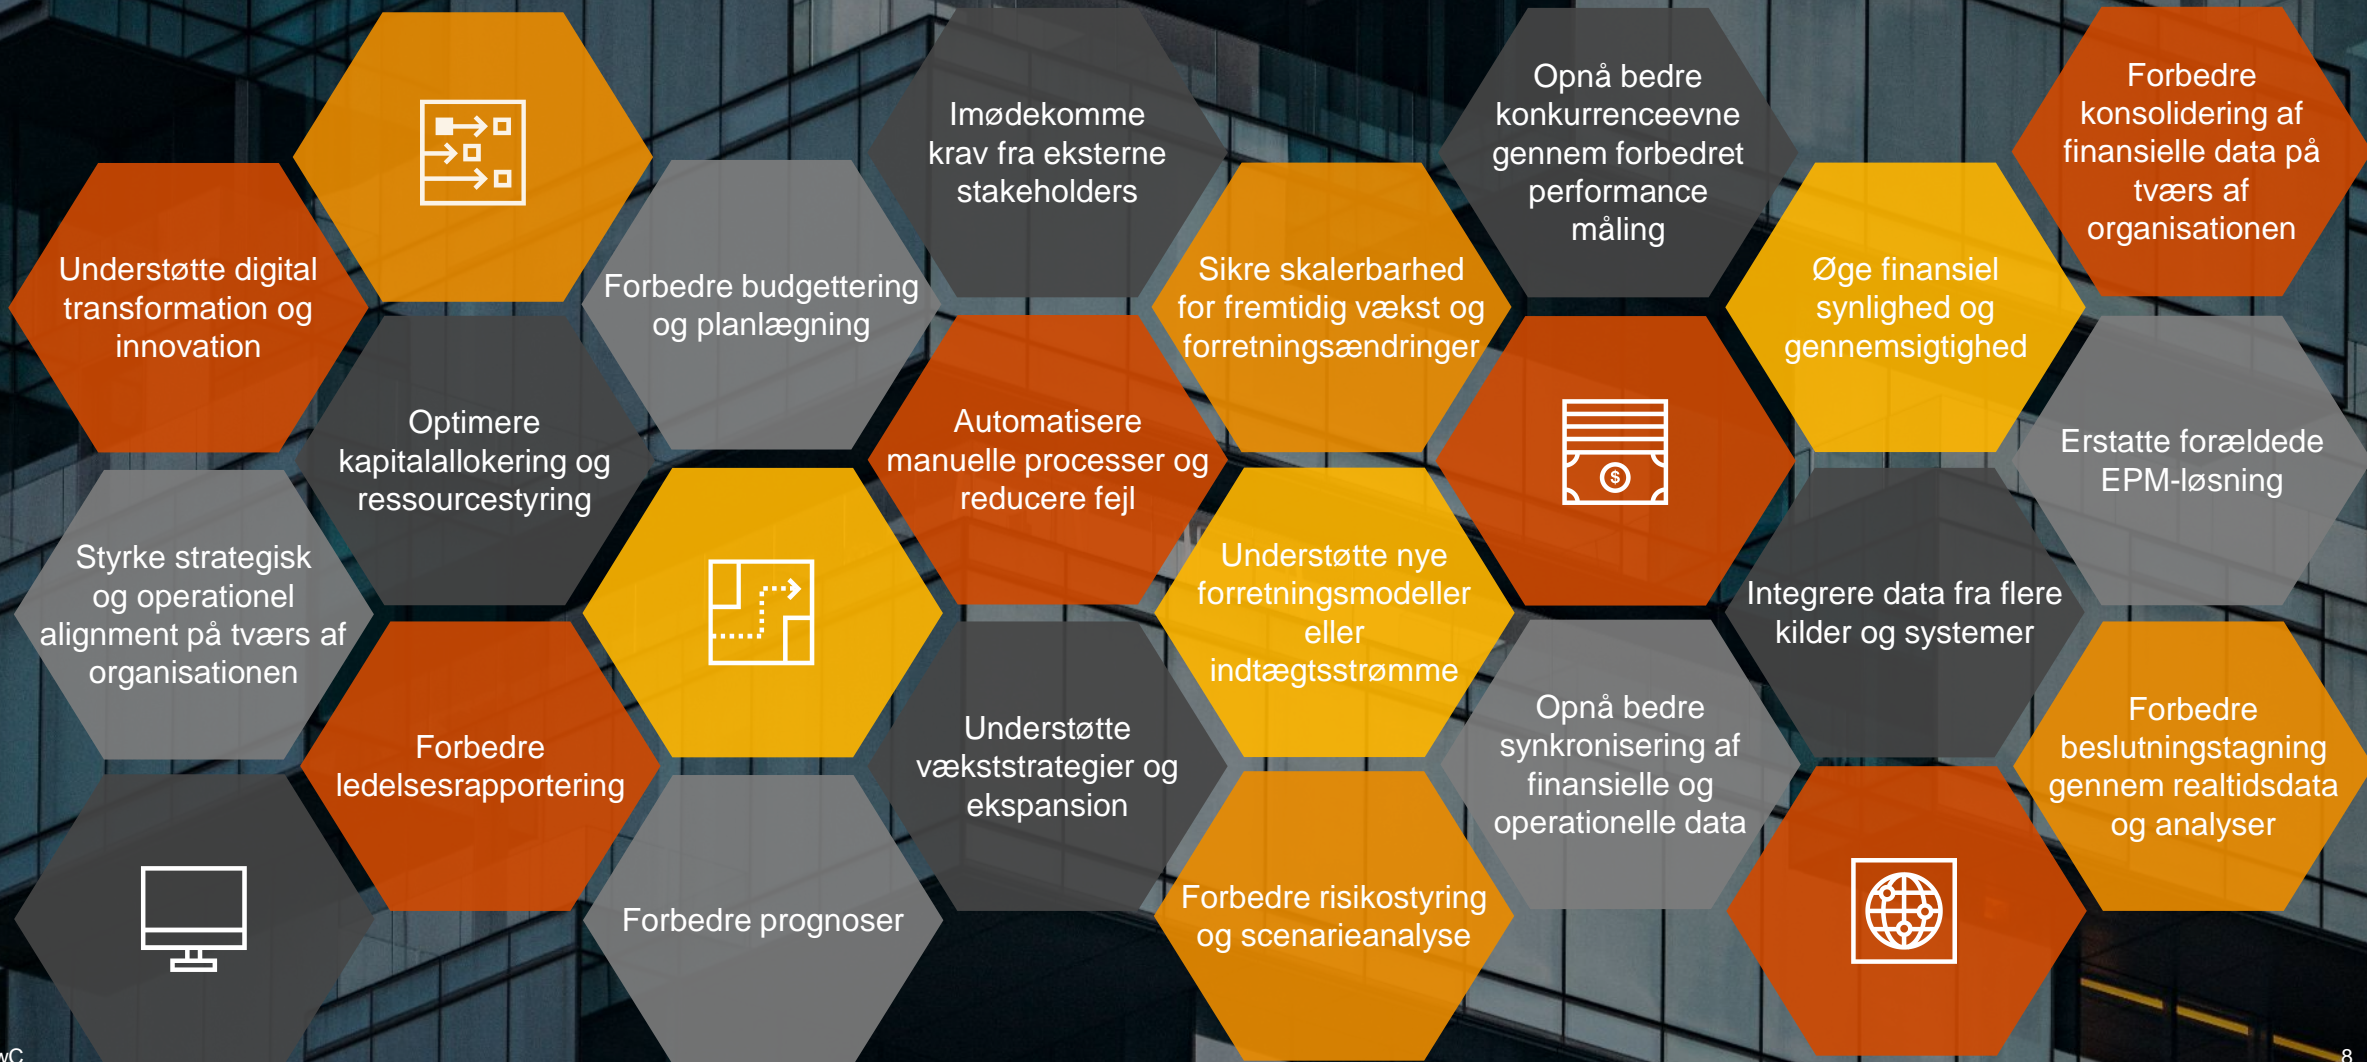 Understøtte digital
transformation og
innovation
Styrke strategisk
og operationel
alignment på tværs af
organisationen
Optimere
kapitalallokering og
ressourcestyring
Forbedre
ledelsesrapportering
Forbedre budgettering
og planlægning
Forbedre prognoser
Imødekomme
krav fra eksterne
stakeholders
Automatisere
manuelle processer og
reducere fejl
Understøtte
vækststrategier og
ekspansion
Sikre skalerbarhed
for fremtidig vækst og
forretningsændringer
Understøtte nye
forretningsmodeller
eller
indtægtsstrømme
Forbedre risikostyring
og scenarieanalyse
Opnå bedre
konkurrenceevne
gennem forbedret
performance
måling
$
Opnå bedre
synkronisering af
finansielle og
operationelle data
Øge finansiel
synlighed og
gennemsigtighed
Integrere data fra flere
kilder og systemer
Forbedre
konsolidering af
finansielle data på
tværs af
organisationen
Erstatte forældede
EPM-løsning
Forbedre
beslutningstagning
gennem realtidsdata
og analyser
wC
8